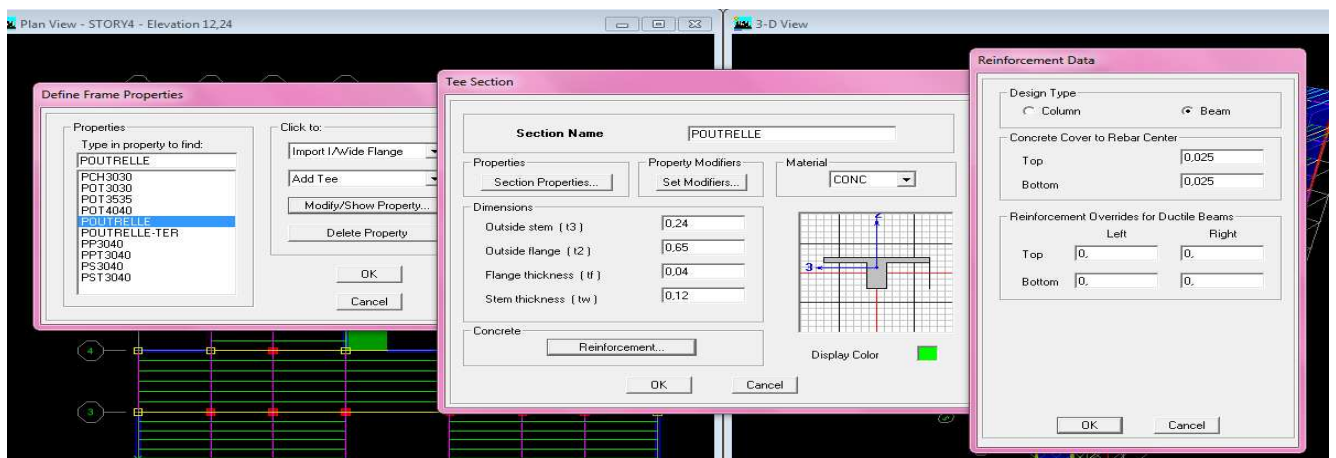 Plan View - STORY4 - Elevation 12,24
3-D View
Define Frame Properties
Properties
Type in property to find:
POUTRELLE
PCH3030
POT3030
POT3535
POT4040
POUTRELLE
POUTRELLE-TER
PP3040
PPT3040
PS3040
PST3040
Click to:
Import I/Wide Flange
Add Tee
Modify/Show Property...
Delete Property
OK
Cancel
Tee Section
Section Name
POUTRELLE
Properties
Section Properties...
Property Modifiers
Set Modifiers...
Material
CONC
Dimensions
Outside stem ( t3 )
0,24
Outside flange ( t2 )
0,65
Flange thickness ( tf )
0,04
Stem thickness ( tw )
0,12
2
3
Concrete
Reinforcement...
Display Color
OK
Cancel
Reinforcement Data
Design Type
Column
Beam
Concrete Cover to Rebar Center
Top
0,025
Bottom
0,025
Reinforcement Overrides for Ductile Beams
Left
Right
Top
0,
0,
Bottom
0,
0,
OK
Cancel
4
3